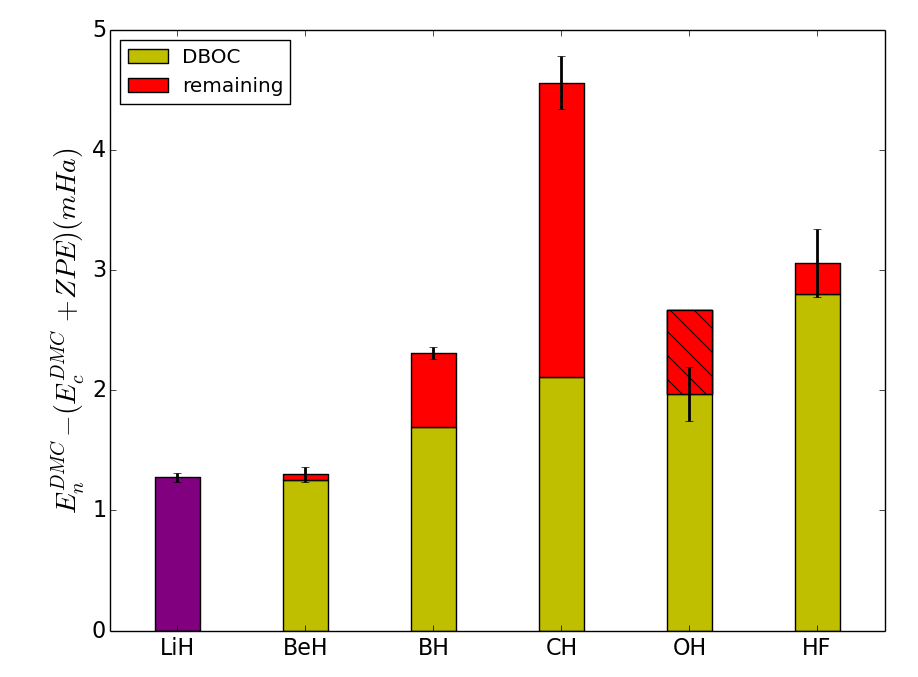 5
DBOC
remaining
4
3
2
1
0
E_n^{DMC} − (E_c^{DMC} + ZPE)(mHa)
LiH BeH BH CH OH HF